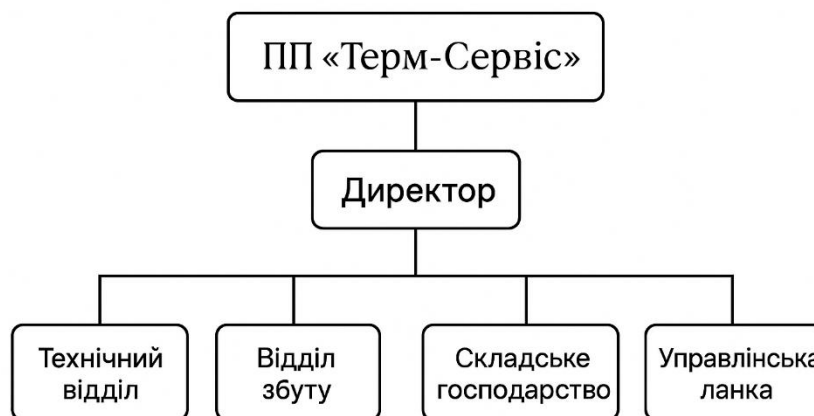 ПП «Терм-Сервіс»
Директор
Технічний
відділ
Відділ
збуту
Складське
господарство
Управлінська
ланка